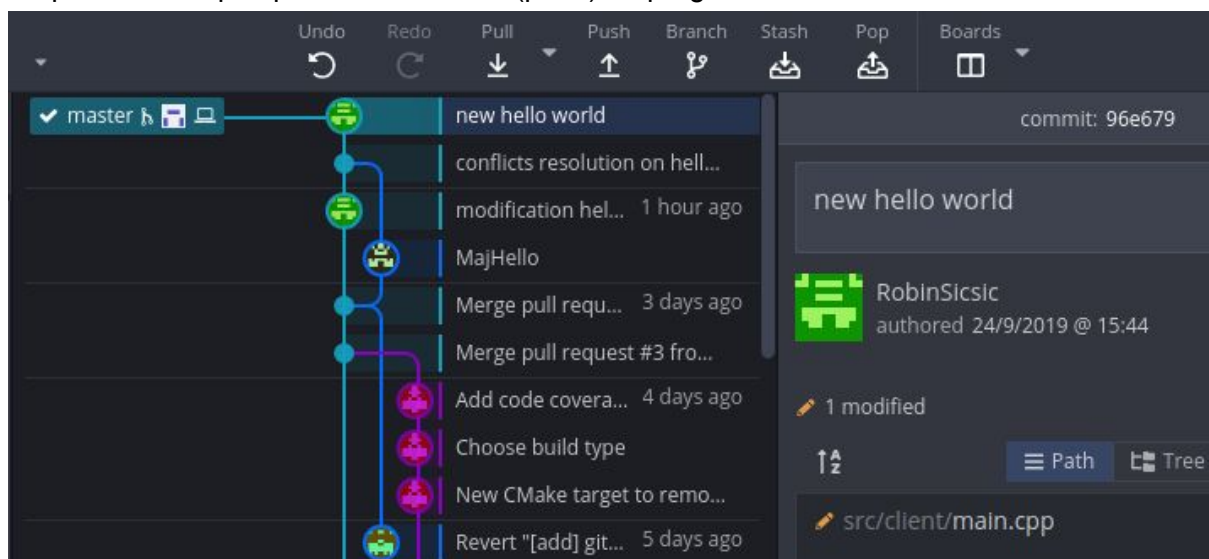 Undo Redo Pull Push Branch Stash Pop Boards
master
new hello world
conflicts resolution on hell...
modification hel... 1 hour ago
MajHello
Merge pull requ... 3 days ago
Merge pull request #3 fro...
Add code covera... 4 days ago
Choose build type
New CMake target to remo...
Revert "[add] git... 5 days ago
commit: 96e679
new hello world
RobinSicsic
authored 24/9/2019 @ 15:44
1 modified
A
Z
Path Tree
src/client/main.cpp